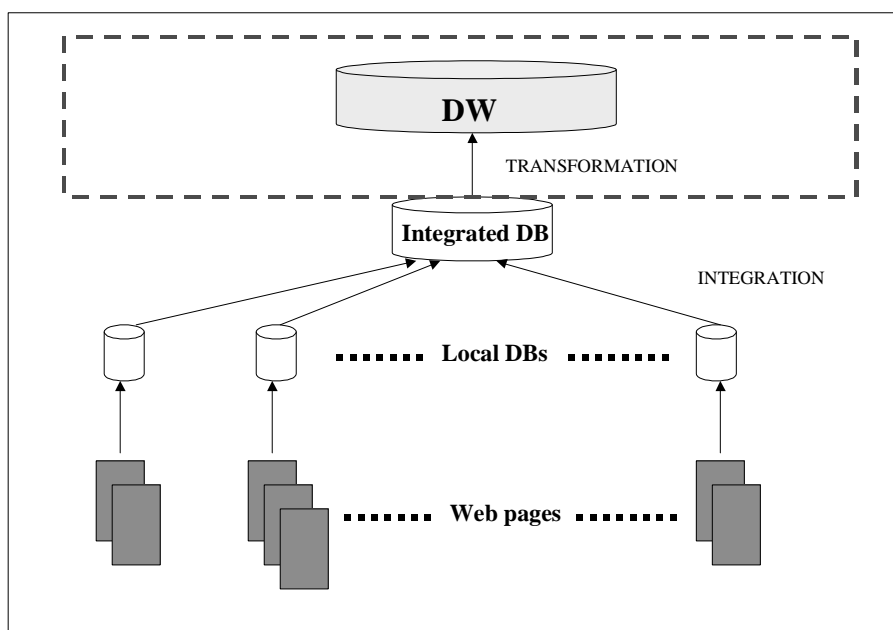 DW
TRANSFORMATION
Integrated DB
INTEGRATION
Local DBs
Web pages